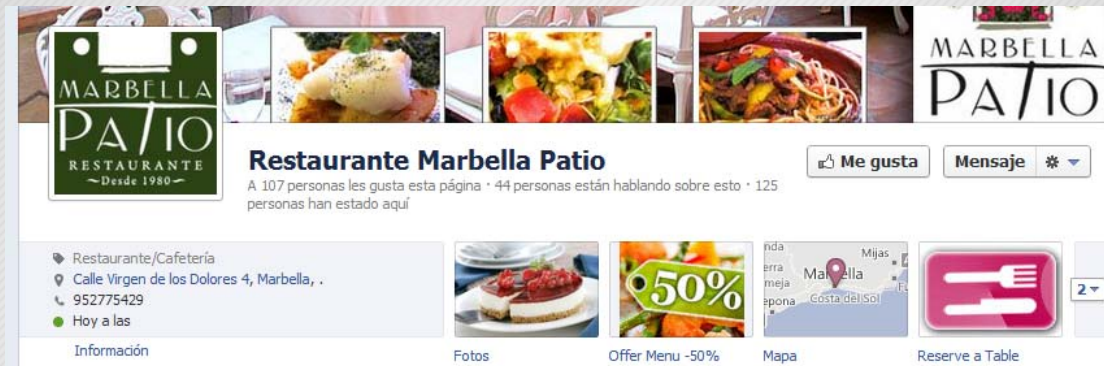 MARBELLA
PATIO
RESTAURANTE
~Desde 1980~
MARBELLA
PATIO
Restaurante Marbella Patio
A 107 personas les gusta esta página · 44 personas están hablando sobre esto · 125
personas han estado aquí
Me gusta
Mensaje
Restaurante/Cafetería
Calle Virgen de los Dolores 4, Marbella, .
952775429
Hoy a las
Información
50%
Mijas
Marbella
Costa del Sol
2
Fotos
Offer Menu -50%
Mapa
Reserve a Table